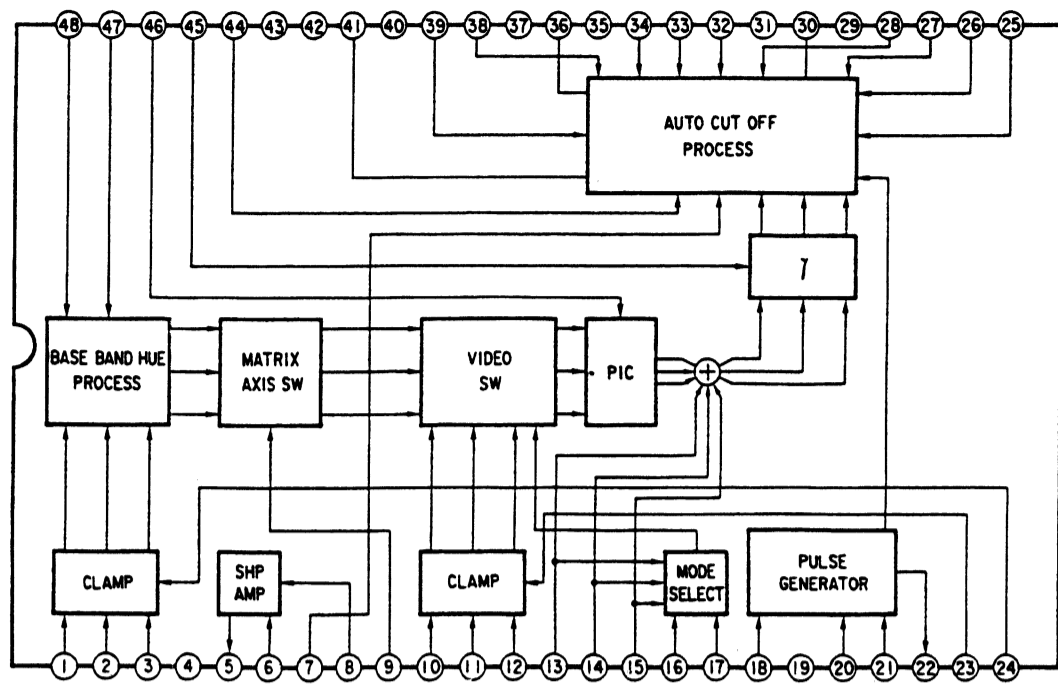 48 47 46 45 44 43 42 41 40 39 38 37 36 35 34 33 32 31 30 29 28 27 26 25
AUTO CUT OFF
PROCESS
γ
BASE BAND HUE
PROCESS
MATRIX
AXIS SW
VIDEO
SW
PIC
+
CLAMP
SHP
AMP
CLAMP
MODE
SELECT
PULSE
GENERATOR
1 2 3 4 5 6 7 8 9 10 11 12 13 14 15 16 17 18 19 20 21 22 23 24